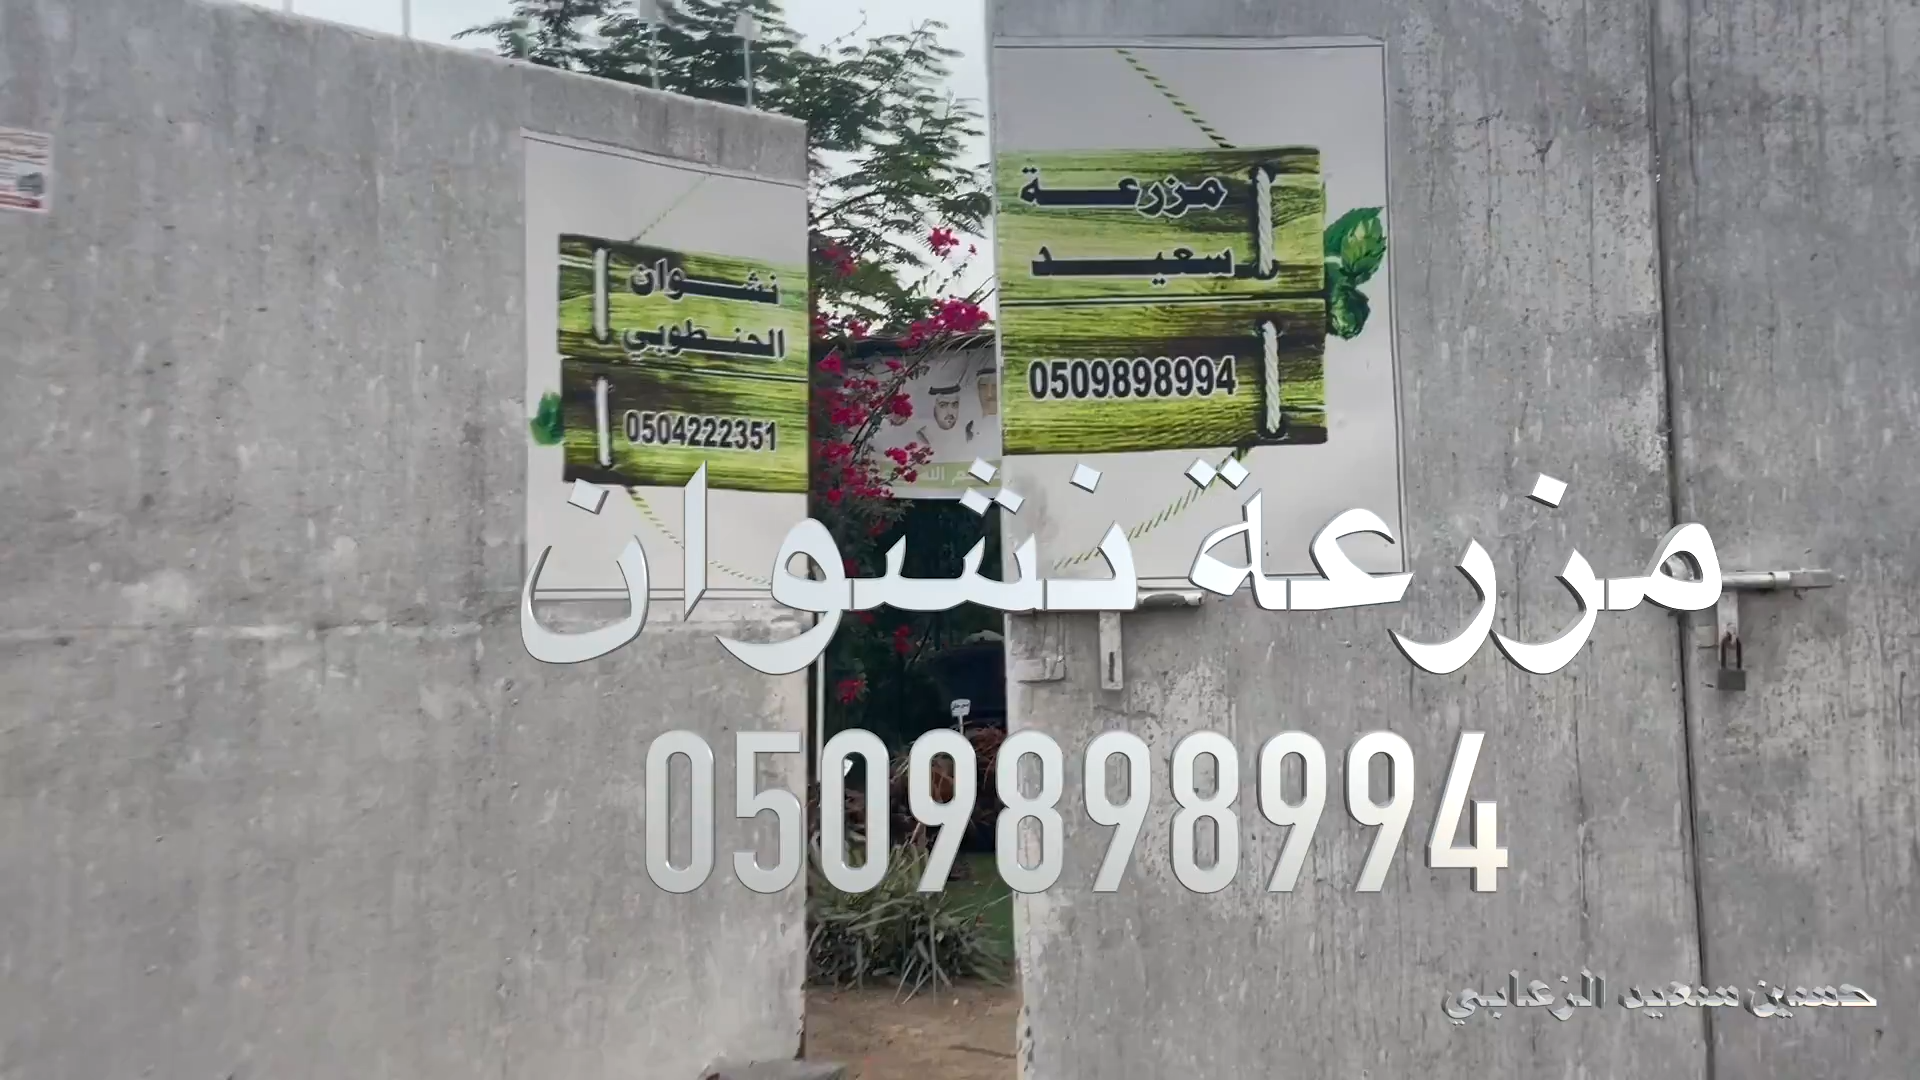 مزرعة
سعيد
0509898994
نشوان
الحنطوبي
0504222351
مزرعة نشوان
0509898994
حسين سعيد الزعابي